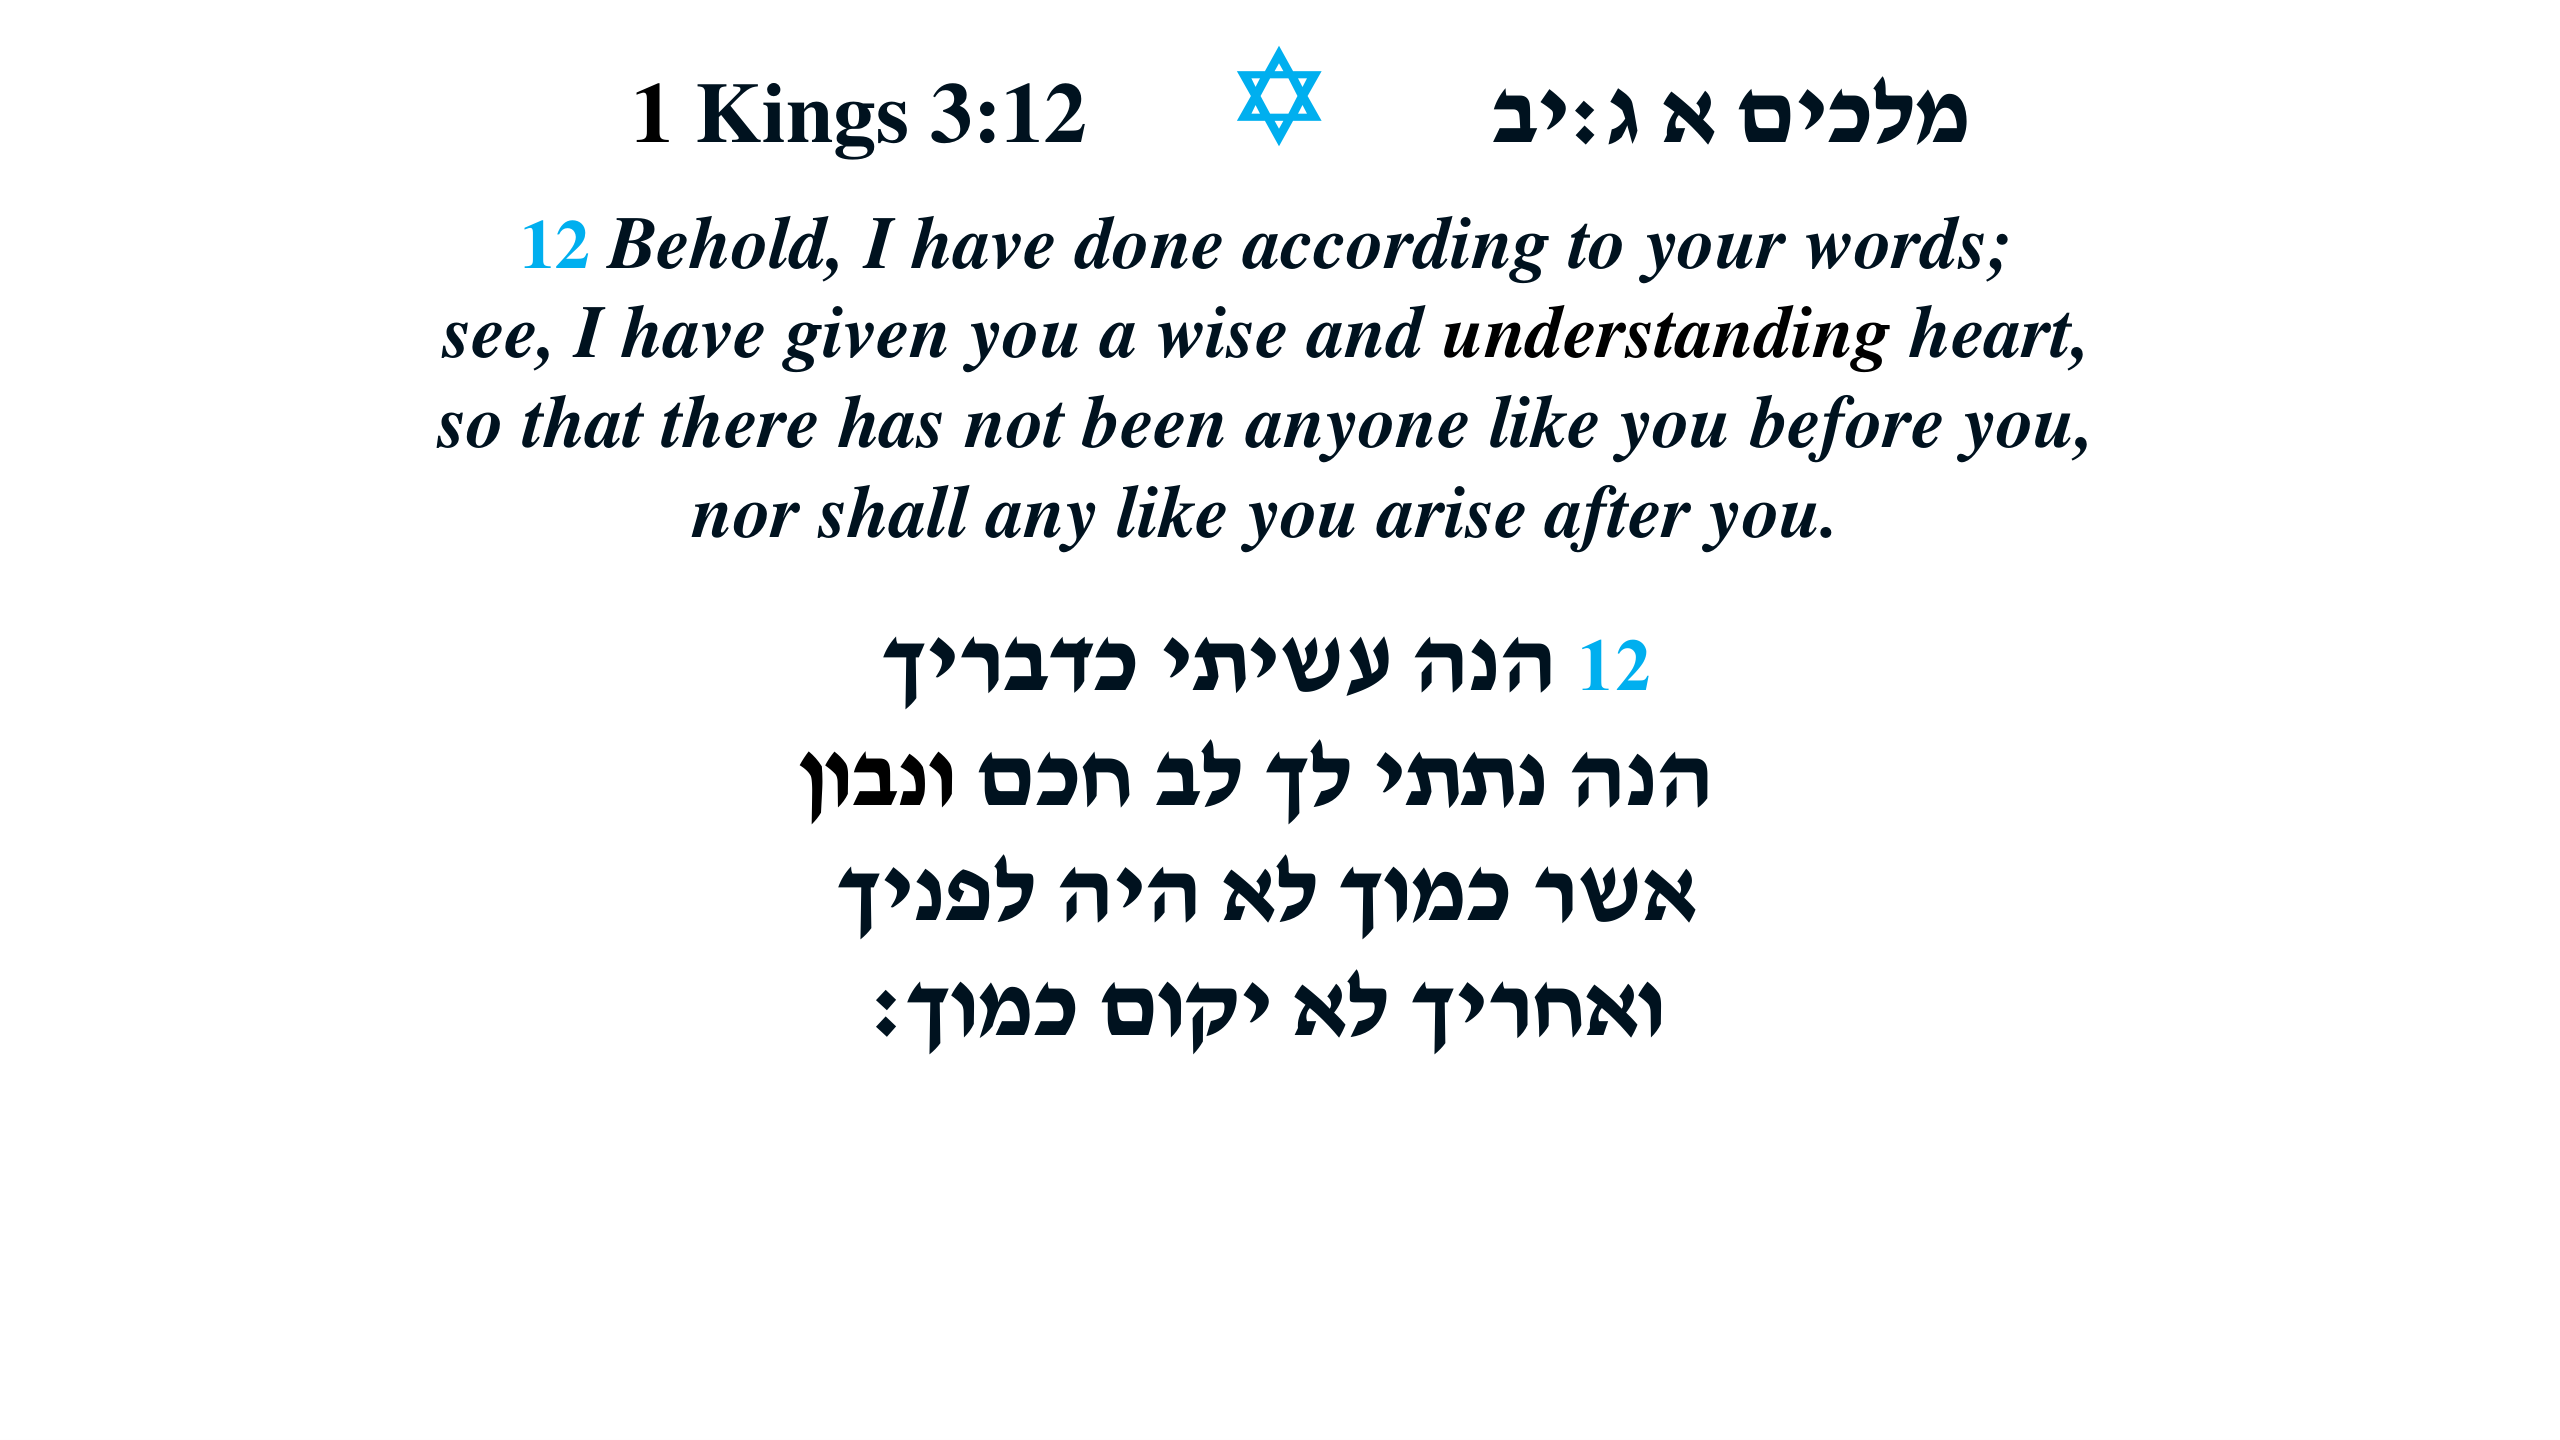 1 Kings 3:12 ✡ מלכים א ג:יב
12 Behold, I have done according to your words;
see, I have given you a wise and understanding heart,
so that there has not been anyone like you before you,
nor shall any like you arise after you.
12 הנה עשיתי כדבריך
הנה נתתי לך לב חכם ונבון
אשר כמוך לא היה לפניך
ואחריך לא יקום כמוך: